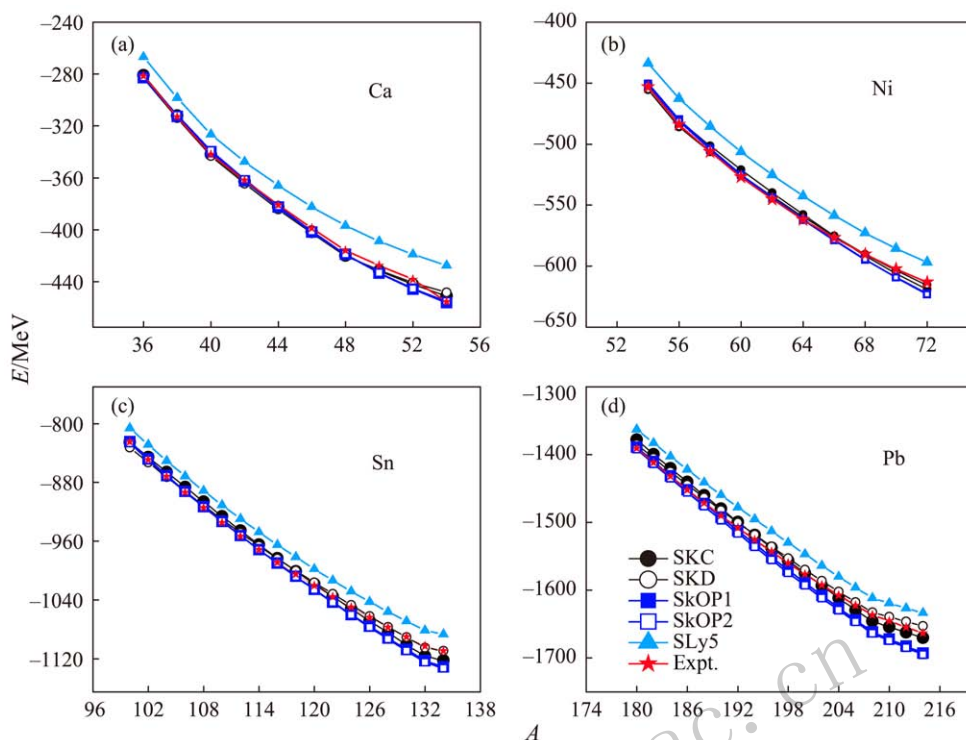 (a)
Ca
−240
−280
−320
−360
−400
−440
36
40
44
48
52
56
(b)
Ni
−400
−450
−500
−550
−600
−650
52
56
60
64
68
72
E/MeV
(c)
Sn
−800
−880
−960
−1040
−1120
96
102
108
114
120
126
132
138
(d)
Pb
−1300
−1400
−1500
−1600
−1700
SKC
SKD
SkOP1
SkOP2
SLy5
Expt.
174
180
186
192
198
204
210
216
A
ac. cn